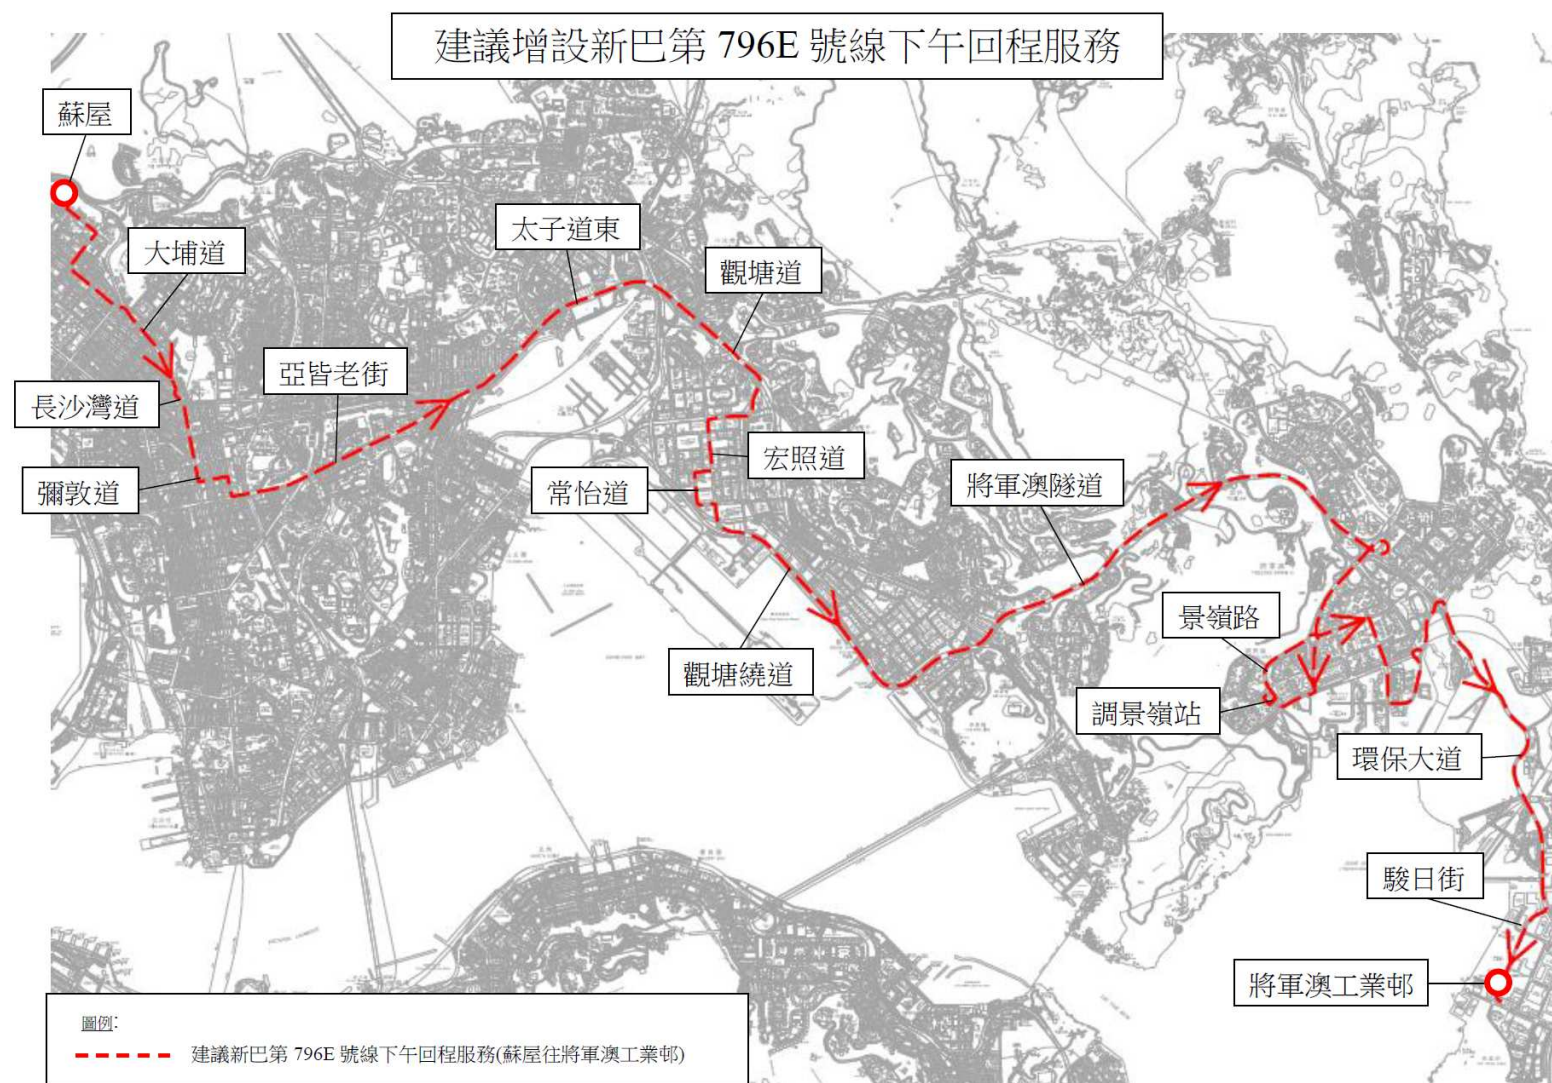 建議增設新巴第 796E 號線下午回程服務
蘇屋
大埔道
太子道東
觀塘道
亞皆老街
長沙灣道
宏照道
彌敦道
常怡道
將軍澳隧道
景嶺路
觀塘繞道
調景嶺站
環保大道
駿日街
將軍澳工業邨
圖例:
建議新巴第 796E 號線下午回程服務(蘇屋往將軍澳工業邨)